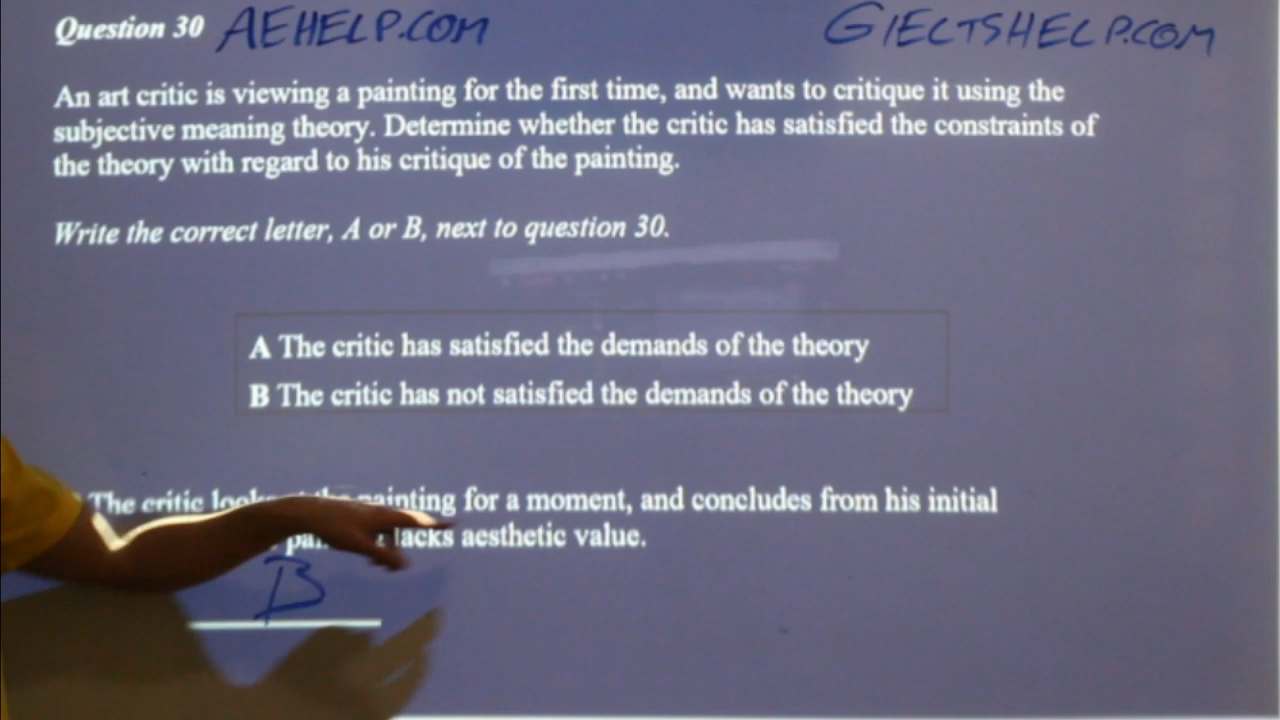 Question 30 AEHELP.COM GIELTSHELP.COM
An art critic is viewing a painting for the first time, and wants to critique it using the
subjective meaning theory. Determine whether the critic has satisfied the constraints of
the theory with regard to his critique of the painting.
Write the correct letter, A or B, next to question 30.
A The critic has satisfied the demands of the theory
B The critic has not satisfied the demands of the theory
The critic painting for a moment, and concludes from his initial
lacks aesthetic value.
B